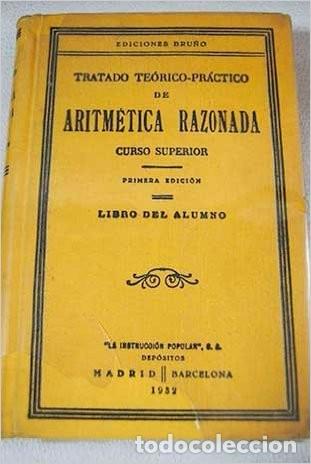 EDICIONES BRUÑO
TRATADO TEÓRICO-PRÁCTICO
DE
ARITMÉTICA RAZONADA
CURSO SUPERIOR
PRIMERA EDICIÓN
LIBRO DEL ALUMNO
"LA INSTRUCCIÓN POPULAR", S. A.
DEPÓSITOS
MADRID || BARCELONA
1932
todocoleccion